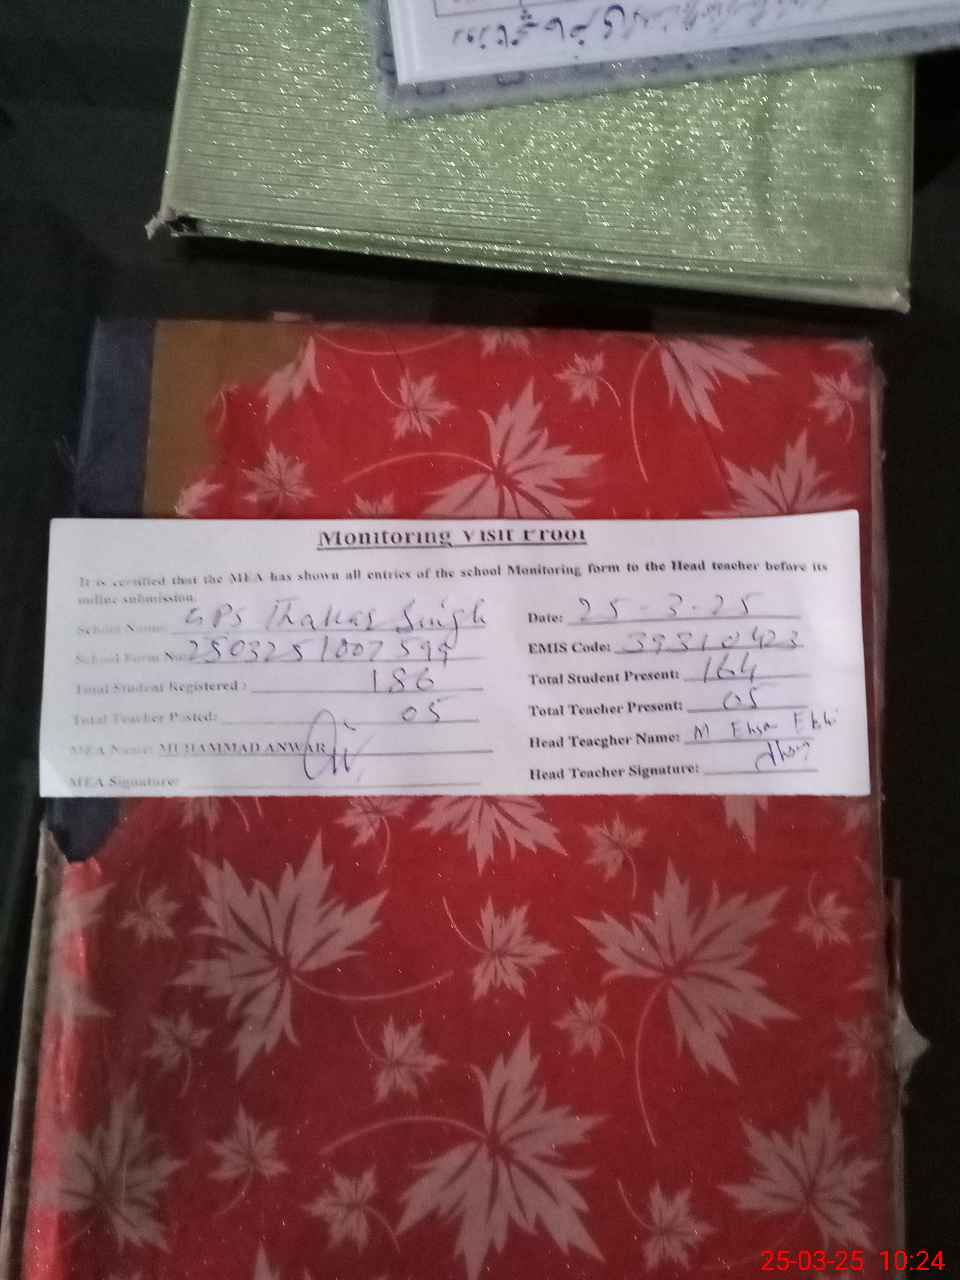 Monitoring Visit Proof
It is certified that the MEA has shown all entries of the school Monitoring form to the Head teacher before its
online submission.
School Name: GPS Thakar Singh
Date: 25-3-25
School Form No: 2503251007599
EMIS Code: 39310423
Total Student Registered : 186
Total Student Present: 164
Total Teacher Posted: 05
Total Teacher Present: 05
MEA Name: MUHAMMAD ANWAR
Head Teacgher Name: M Ehsan
MEA Signature:
Head Teacher Signature:
25-03-25 10:24